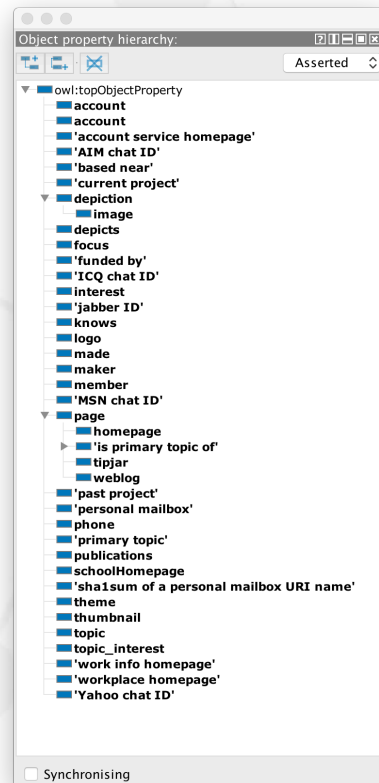 Object property hierarchy:
Asserted
owl:topObjectProperty
account
account
'account service homepage'
'AIM chat ID'
'based near'
'current project'
depiction
image
depicts
focus
'funded by'
'ICQ chat ID'
interest
'jabber ID'
knows
logo
made
maker
member
'MSN chat ID'
page
homepage
'is primary topic of'
tipjar
weblog
'past project'
'personal mailbox'
phone
'primary topic'
publications
schoolHomepage
'sha1sum of a personal mailbox URI name'
theme
thumbnail
topic
topic_interest
'work info homepage'
'workplace homepage'
'Yahoo chat ID'
Synchronising